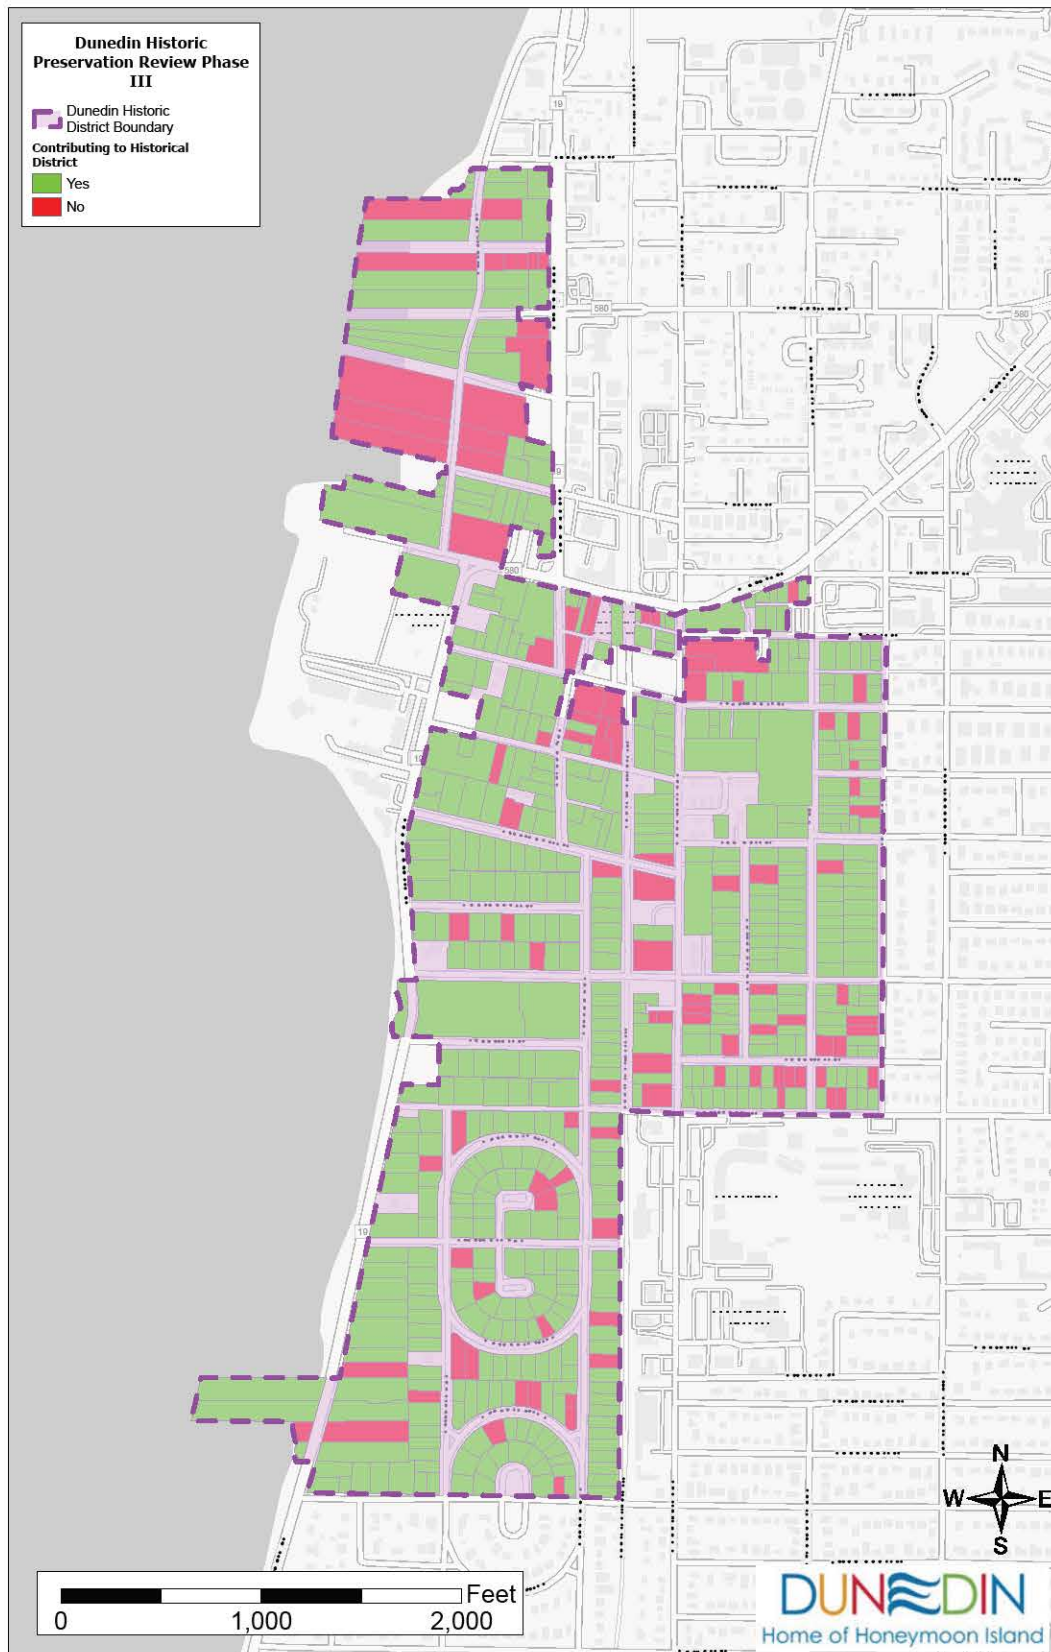 Dunedin Historic
Preservation Review Phase
III
Dunedin Historic
District Boundary
Contributing to Historical
District
Yes
No
19
580
580
9
580
19
19
N
W E
S
Feet
0 1,000 2,000
DUNEDIN
Home of Honeymoon Island